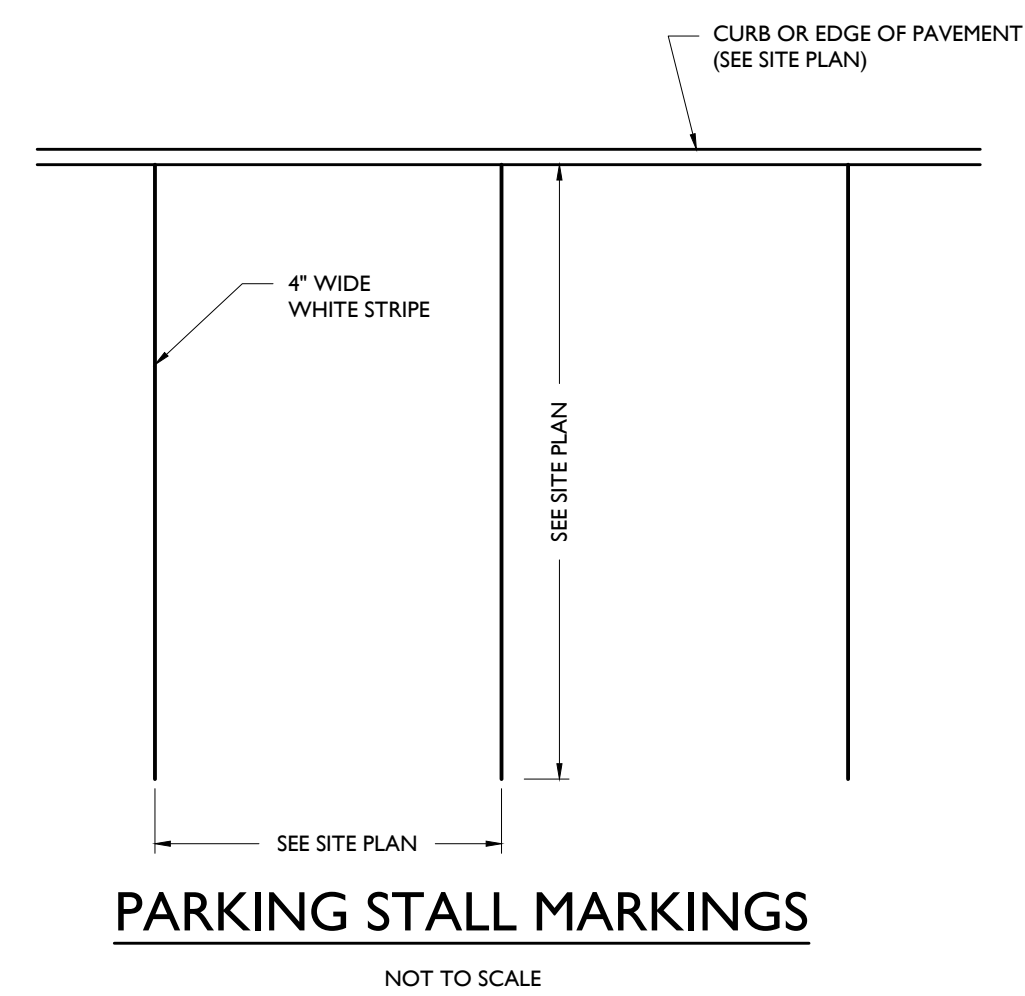 CURB OR EDGE OF PAVEMENT
(SEE SITE PLAN)
4" WIDE
WHITE STRIPE
SEE SITE PLAN
SEE SITE PLAN
PARKING STALL MARKINGS
NOT TO SCALE